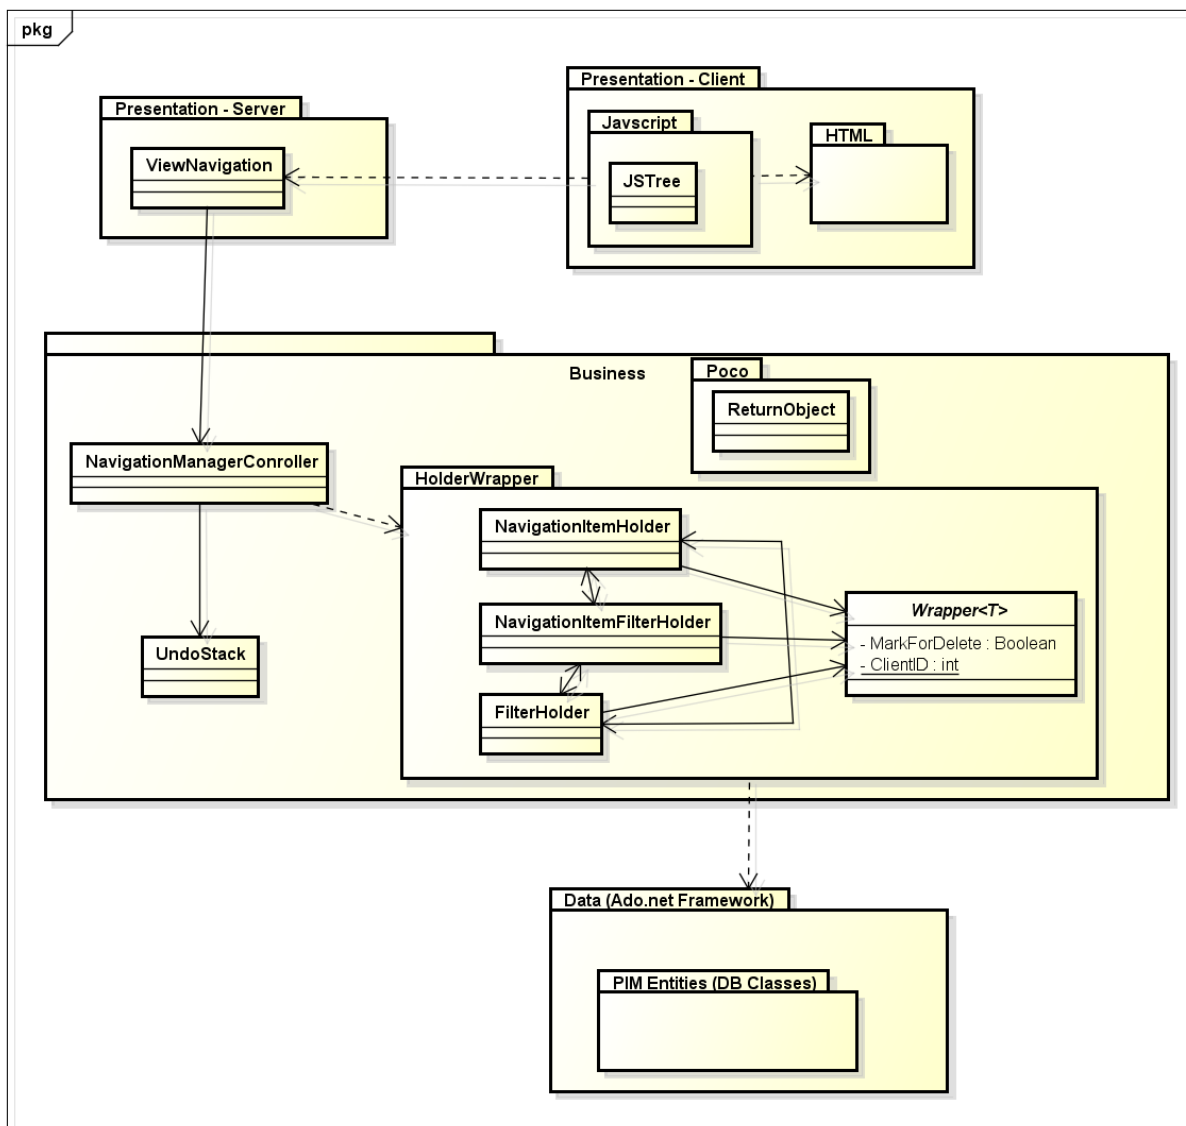 pkg
Presentation - Server
ViewNavigation
Presentation - Client
Javscript
JSTree
HTML
Business
Poco
ReturnObject
NavigationManagerConroller
UndoStack
HolderWrapper
NavigationItemHolder
NavigationItemFilterHolder
FilterHolder
Wrapper<T>
- MarkForDelete : Boolean
- ClientID : int
Data (Ado.net Framework)
PIM Entities (DB Classes)